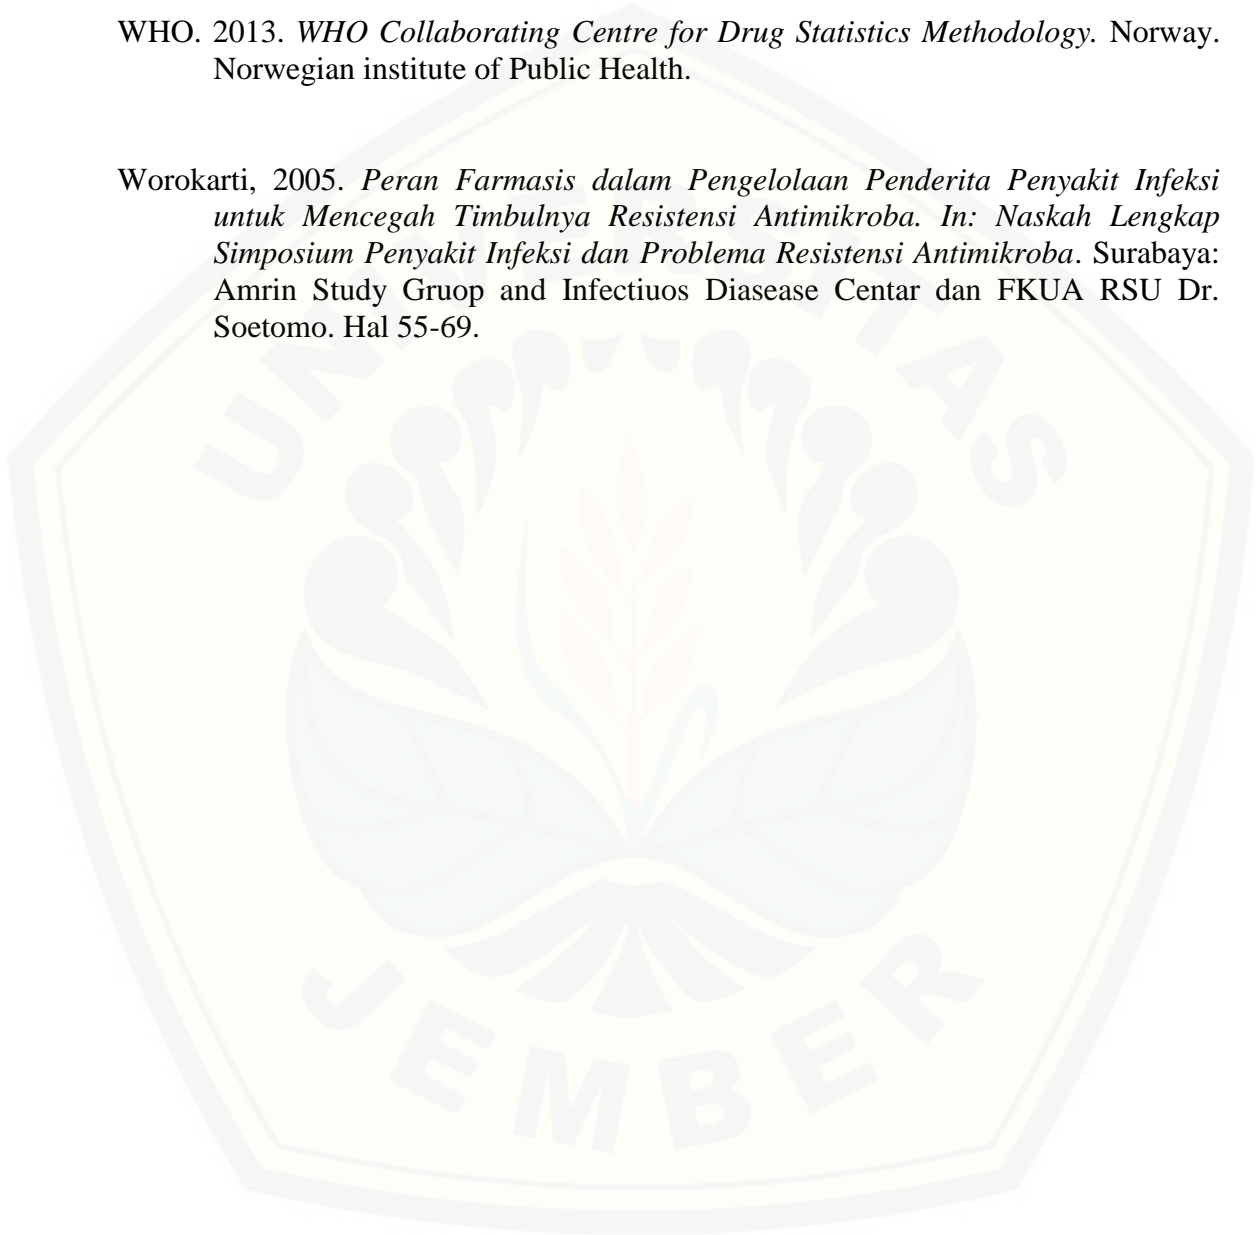 WHO. 2013. WHO Collaborating Centre for Drug Statistics Methodology. Norway.
Norwegian institute of Public Health.
Worokarti, 2005. Peran Farmasis dalam Pengelolaan Penderita Penyakit Infeksi
untuk Mencegah Timbulnya Resistensi Antimikroba. In: Naskah Lengkap
Simposium Penyakit Infeksi dan Problema Resistensi Antimikroba. Surabaya:
Amrin Study Gruop and Infectiuos Diasease Centar dan FKUA RSU Dr.
Soetomo. Hal 55-69.
UNIVERSITAS
JEMBER